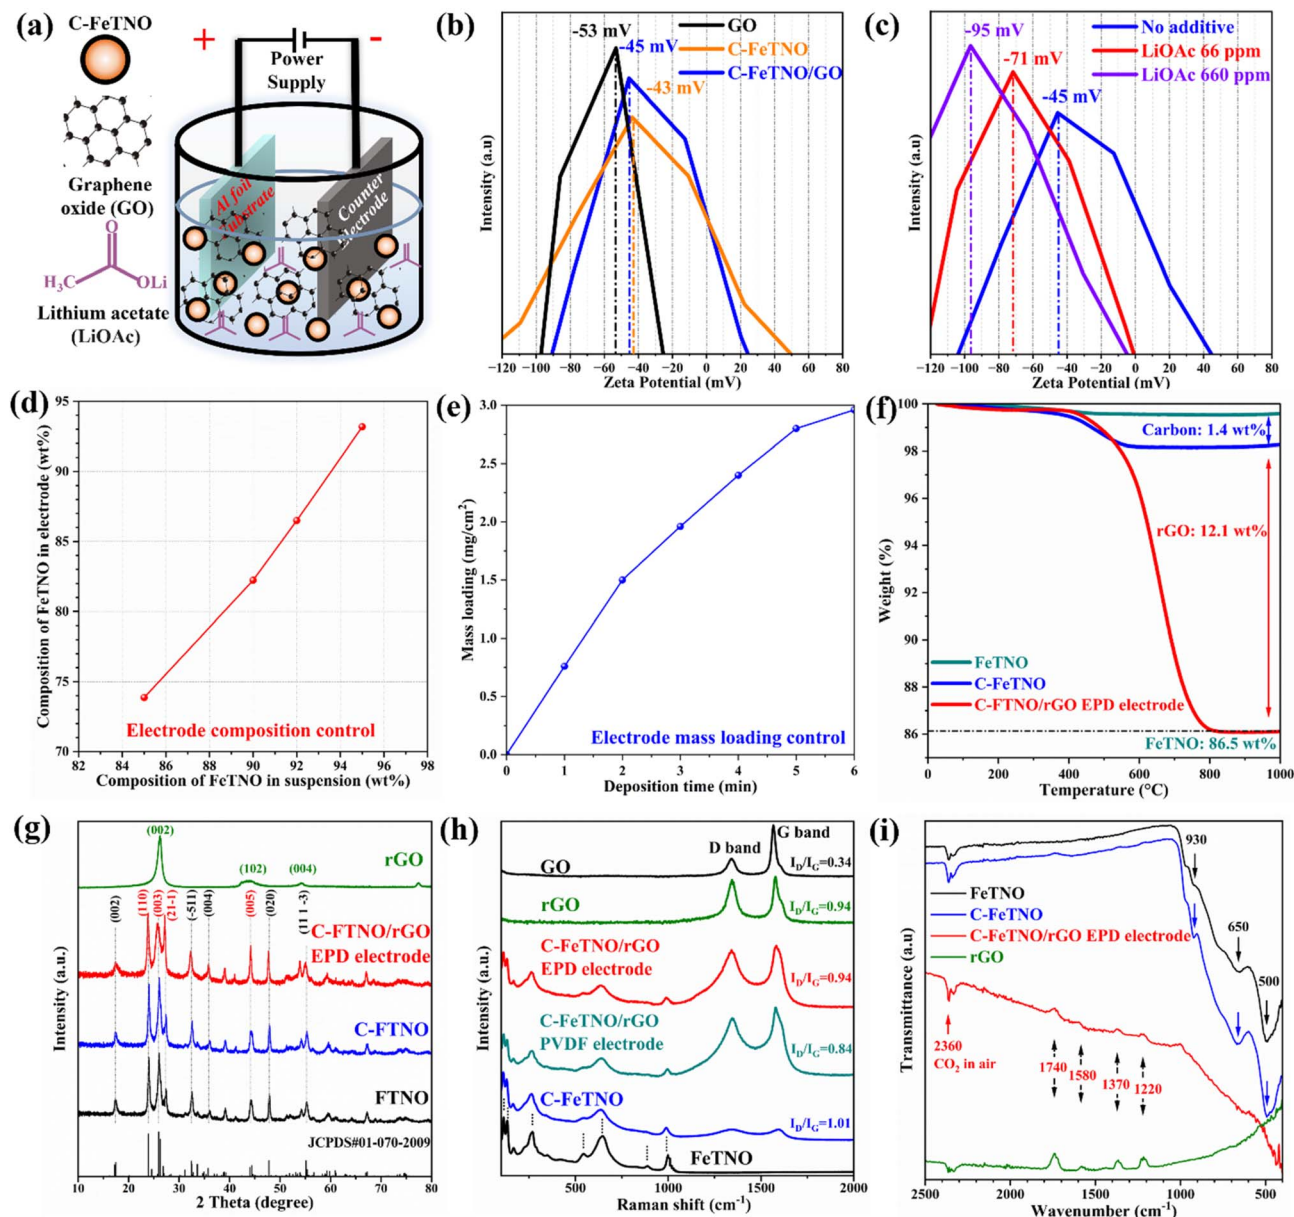 (a)
C-FeTNO
+
-
Power
Supply
Graphene
oxide (GO)
O
H₃C
OLi
Lithium acetate
(LiOAc)
Al foil
substrate
Counter
Electrode
(b)
-53 mV
-45 mV
-43 mV
GO
C-FeTNO
C-FeTNO/GO
Intensity (a.u)
−120 −100 −80 −60 −40 −20 0 20 40 60 80
Zeta Potential (mV)
(c)
-95 mV
-71 mV
-45 mV
No additive
LiOAc 66 ppm
LiOAc 660 ppm
Intensity (a.u)
−120 −100 −80 −60 −40 −20 0 20 40 60 80
Zeta Potential (mV)
(d)
95
93
85
82
75
70
Composition of FeTNO in electrode (wt%)
Electrode composition control
82 84 86 88 90 92 94 96 98
Composition of FeTNO in suspension (wt%)
(e)
3.0
2.5
2.0
1.5
1.0
0.5
0.0
Mass loading (mg/cm²)
Electrode mass loading control
0 1 2 3 4 5 6
Deposition time (min)
(f)
100
98
96
94
92
90
88
86
Weight (%)
Carbon: 1.4 wt%
rGO: 12.1 wt%
FeTNO
C-FeTNO
C-FTNO/rGO EPD electrode
FeTNO: 86.5 wt%
0 200 400 600 800 1000
Temperature (°C)
(g)
(002)
(102)
(004)
rGO
(002)
(110)
(003)
(21-1)
(-511)
(004)
(005)
(020)
(11 1 -3)
C-FTNO/rGO
EPD electrode
C-FTNO
FTNO
JCPDS#01-070-2009
Intensity (a.u.)
10 20 30 40 50 60 70 80
2 Theta (degree)
(h)
G band
D band
GO
I_D/I_G=0.34
rGO
I_D/I_G=0.94
C-FeTNO/rGO
EPD electrode
I_D/I_G=0.94
C-FeTNO/rGO
PVDF electrode
I_D/I_G=0.84
C-FeTNO
I_D/I_G=1.01
FeTNO
Intensity (a.u.)
500 1000 1500 2000
Raman shift (cm⁻¹)
(i)
930
650
500
FeTNO
C-FeTNO
C-FeTNO/rGO EPD electrode
rGO
2360
CO₂ in air
1740
1580
1370
1220
Transmittance (a.u)
2500 2000 1500 1000 500
Wavenumber (cm⁻¹)